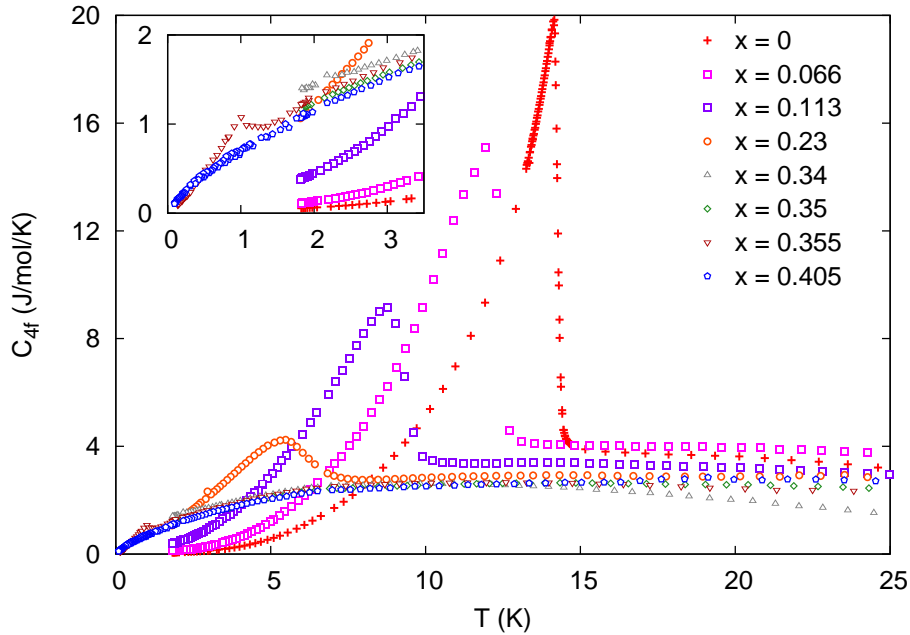 20
16
12
8
4
0
C4f (J/mol/K)
0
5
10
15
20
25
T (K)
2
1
0
0
1
2
3
x = 0
x = 0.066
x = 0.113
x = 0.23
x = 0.34
x = 0.35
x = 0.355
x = 0.405